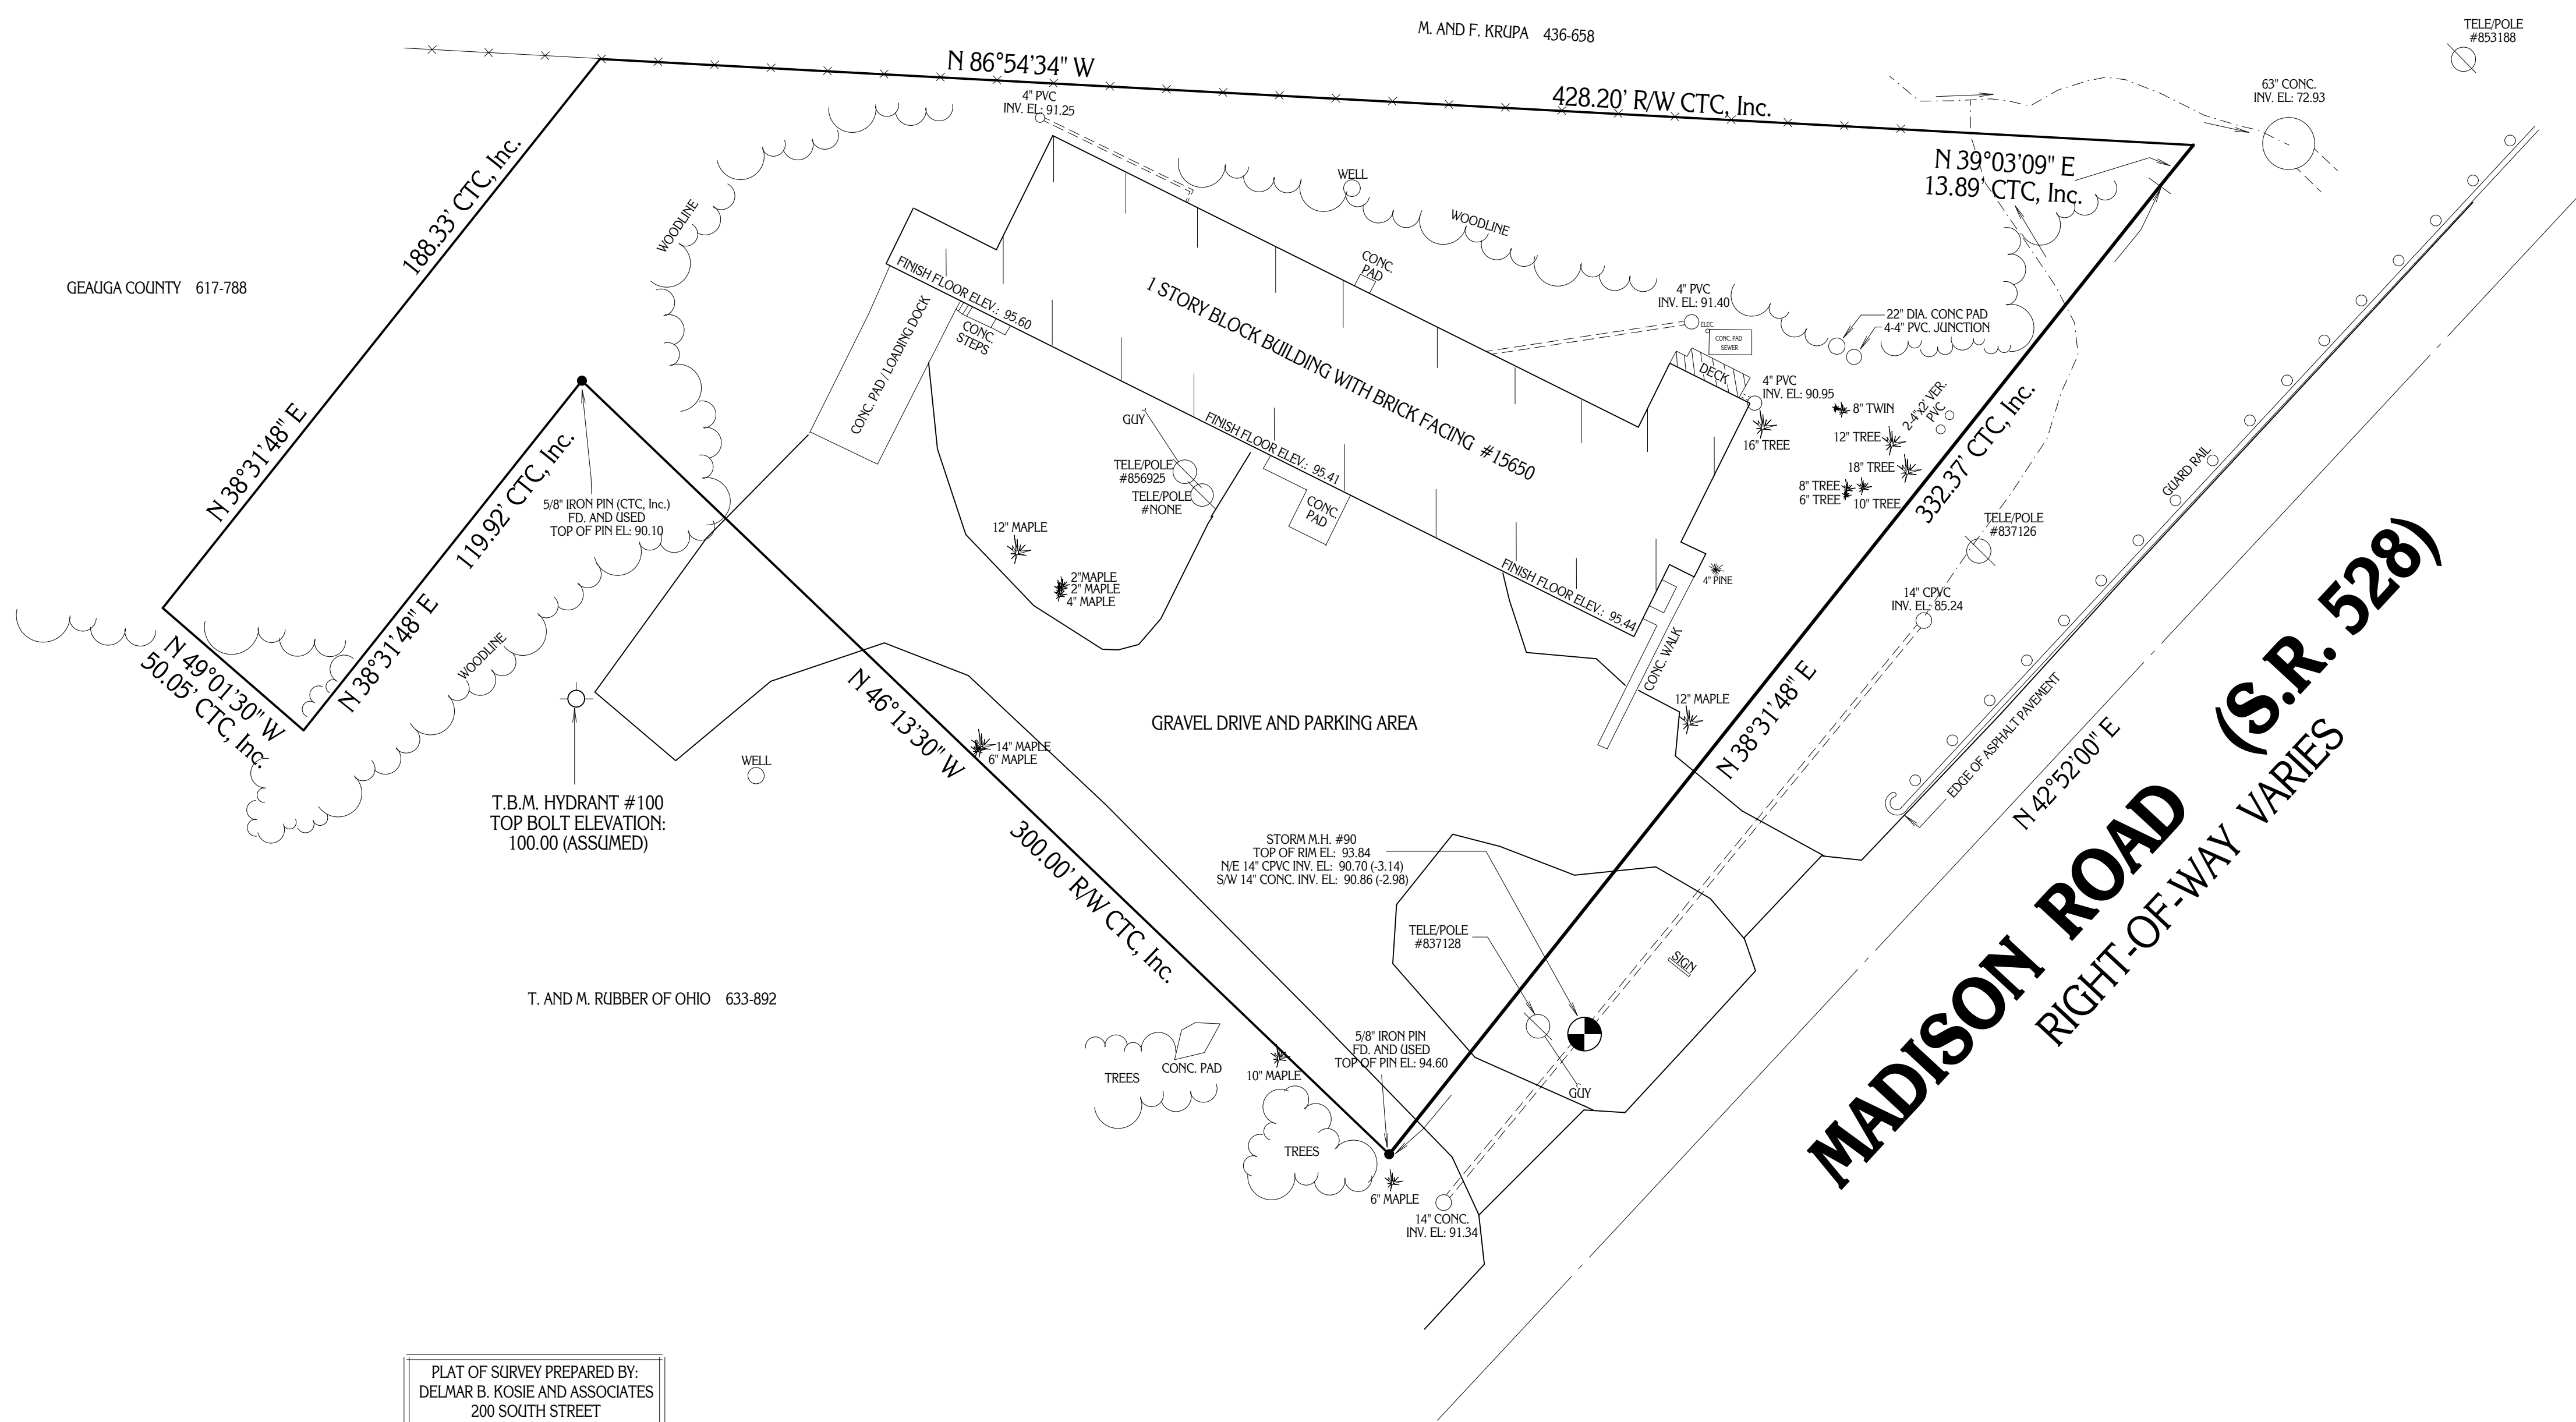 M. AND F. KRUPA 436-658
TELE/POLE
#853188
N 86°54'34" W
428.20' R/W CTC, Inc.
63" CONC.
INV. EL: 72.93
4" PVC
INV. EL: 91.25
N 39°03'09" E
13.89' CTC, Inc.
188.33' CTC, Inc.
N 38°31'48" E
GEAUGA COUNTY 617-788
WOODLINE
WELL
WOODLINE
CONC.
PAD
FINISH FLOOR ELEV.: 95.60
CONC. PAD / LOADING DOCK
CONC.
STEPS
1 STORY BLOCK BUILDING WITH BRICK FACING #15650
4" PVC
INV. EL: 91.40
ELEC.
CONC. PAD
SEWER
22" DIA. CONC PAD
4-4" PVC. JUNCTION
DECK
4" PVC
INV. EL: 90.95
8" TWIN
2-4"x2' VER.
PVC
16" TREE
12" TREE
18" TREE
8" TREE
6" TREE
10" TREE
332.37' CTC, Inc.
N 38°31'48" E
GUARD RAIL
GUY
FINISH FLOOR ELEV.: 95.41
TELE/POLE
#856925
TELE/POLE
#NONE
CONC.
PAD
119.92' CTC, Inc.
N 38°31'48" E
5/8" IRON PIN (CTC, Inc.)
FD. AND USED
TOP OF PIN EL: 90.10
12" MAPLE
2"MAPLE
2" MAPLE
4" MAPLE
FINISH FLOOR ELEV.: 95.44
4" PINE
TELE/POLE
#837126
14" CPVC
INV. EL: 85.24
CONC. WALK
12" MAPLE
N 49°01'30" W
50.05' CTC, Inc.
WOODLINE
EDGE OF ASPHALT PAVEMENT
N 42°52'00" E
MADISON ROAD (S.R. 528)
RIGHT-OF-WAY VARIES
GRAVEL DRIVE AND PARKING AREA
N 46°13'30" W
300.00' R/W CTC, Inc.
14" MAPLE
6" MAPLE
WELL
T.B.M. HYDRANT #100
TOP BOLT ELEVATION:
100.00 (ASSUMED)
STORM M.H. #90
TOP OF RIM EL: 93.84
N/E 14" CPVC INV. EL: 90.70 (-3.14)
S/W 14" CONC. INV. EL: 90.86 (-2.98)
TELE/POLE
#837128
SIGN
T. AND M. RUBBER OF OHIO 633-892
5/8" IRON PIN
FD. AND USED
TOP OF PIN EL: 94.60
TREES
CONC. PAD
10" MAPLE
GUY
TREES
6" MAPLE
14" CONC.
INV. EL: 91.34
PLAT OF SURVEY PREPARED BY:
DELMAR B. KOSIE AND ASSOCIATES
200 SOUTH STREET